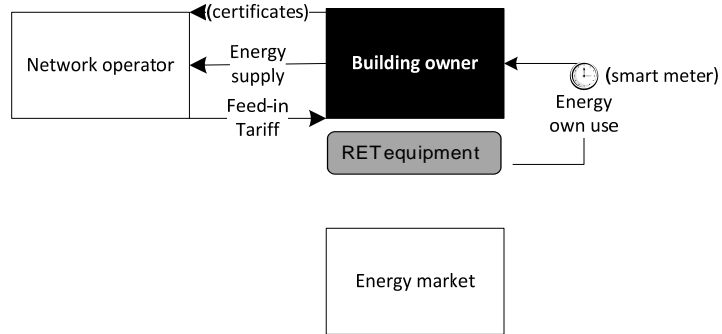 (certificates)
Network operator
Energy
supply
Building owner
(smart meter)
Feed-in
Tariff
Energy
own use
RET equipment
Energy market